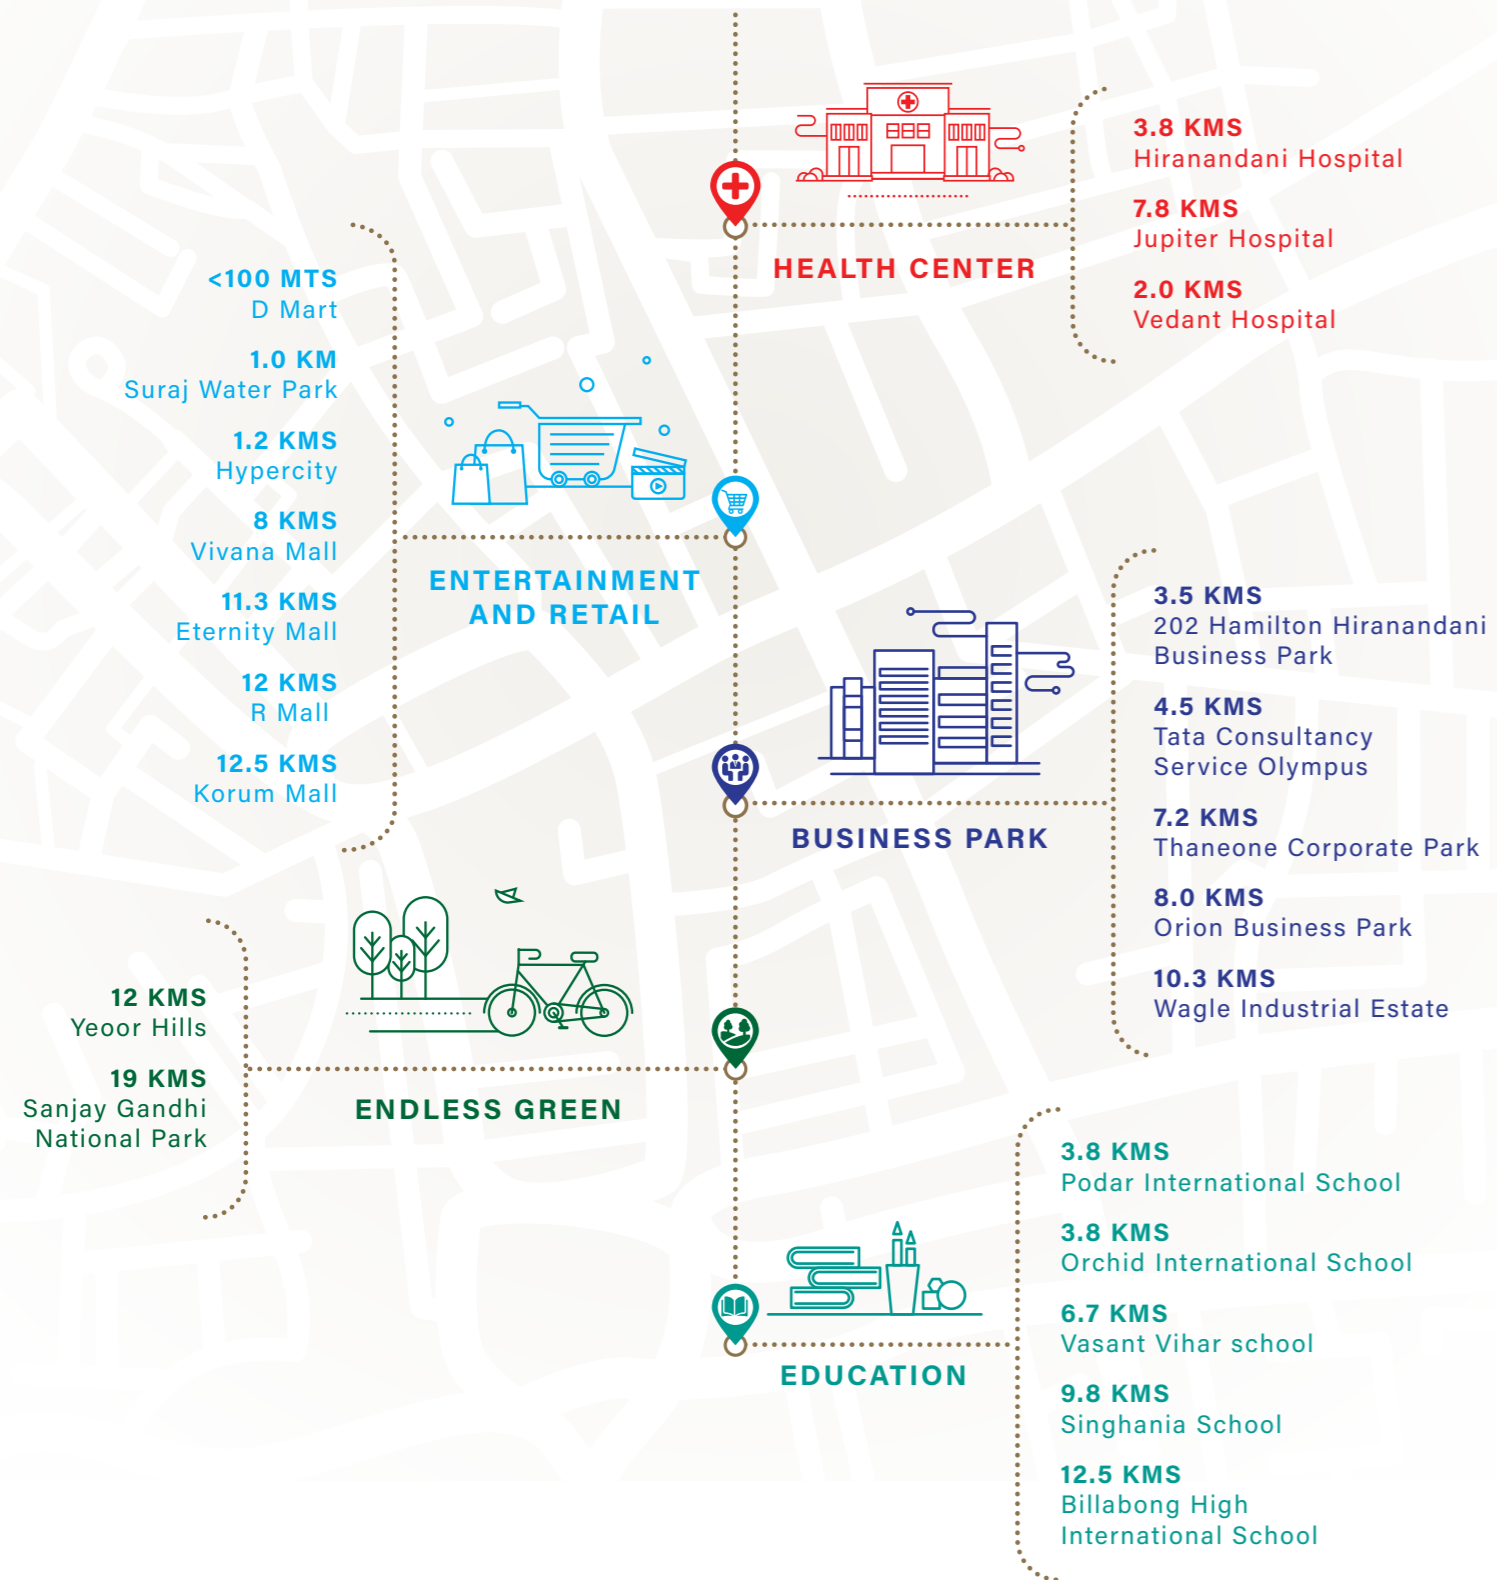 3.8 KMS
Hiranandani Hospital
7.8 KMS
Jupiter Hospital
2.0 KMS
Vedant Hospital
HEALTH CENTER
<100 MTS
D Mart
1.0 KM
Suraj Water Park
1.2 KMS
Hypercity
8 KMS
Vivana Mall
11.3 KMS
Eternity Mall
12 KMS
R Mall
12.5 KMS
Korum Mall
ENTERTAINMENT
AND RETAIL
3.5 KMS
202 Hamilton Hiranandani
Business Park
4.5 KMS
Tata Consultancy
Service Olympus
7.2 KMS
Thaneone Corporate Park
8.0 KMS
Orion Business Park
10.3 KMS
Wagle Industrial Estate
BUSINESS PARK
12 KMS
Yeoor Hills
19 KMS
Sanjay Gandhi
National Park
ENDLESS GREEN
3.8 KMS
Podar International School
3.8 KMS
Orchid International School
6.7 KMS
Vasant Vihar school
9.8 KMS
Singhania School
12.5 KMS
Billabong High
International School
EDUCATION